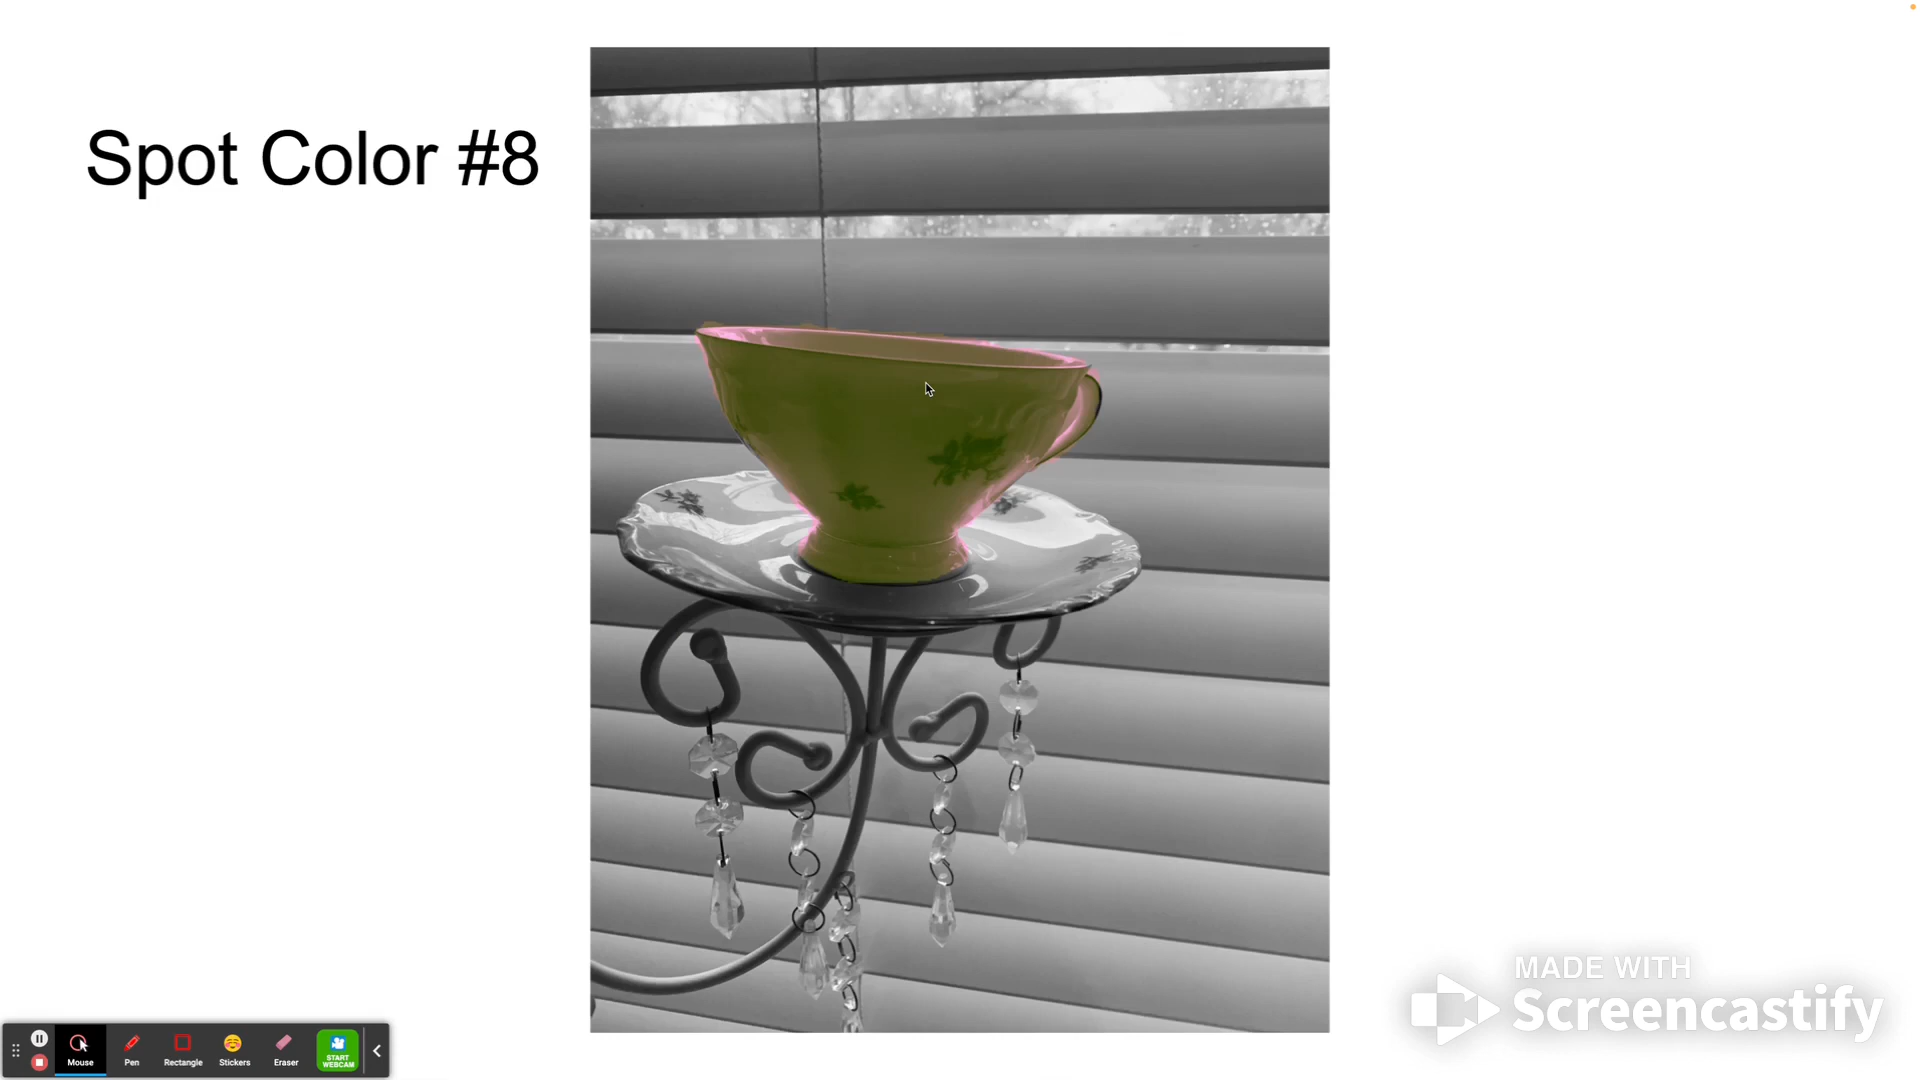 Spot Color #8
MADE WITH
Screencastify
Mouse
Pen
Rectangle
Stickers
Eraser
START
WEBCAM